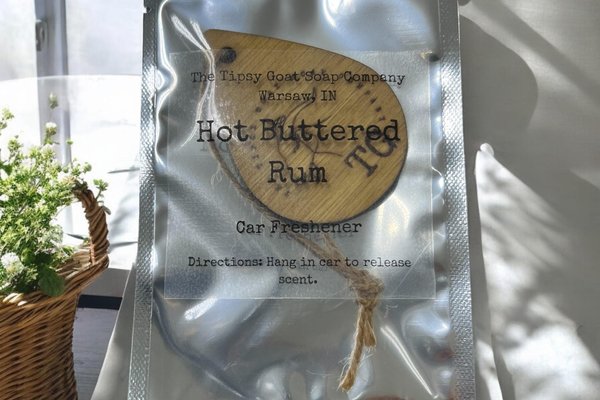 The Tipsy Goat Soap Company
Warsaw, IN
Hot Buttered
Rum
TG
Car Freshener
Directions: Hang in car to release
scent.